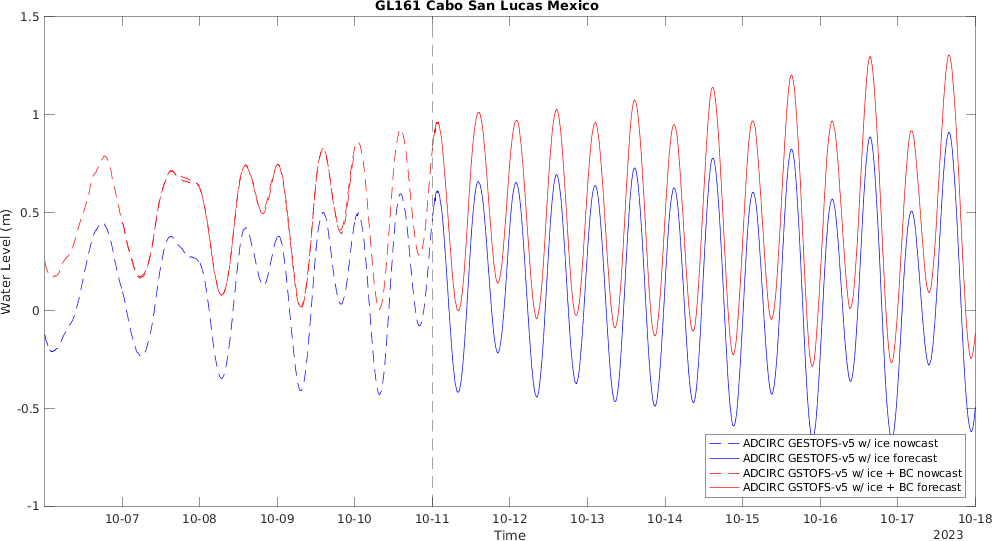 GL161 Cabo San Lucas Mexico
1.5
1
0.5
0
-0.5
-1
Water Level (m)
ADCIRC GESTOFS-v5 w/ ice nowcast
ADCIRC GESTOFS-v5 w/ ice forecast
ADCIRC GSTOFS-v5 w/ ice + BC nowcast
ADCIRC GSTOFS-v5 w/ ice + BC forecast
10-07 10-08 10-09 10-10 10-11 10-12 10-13 10-14 10-15 10-16 10-17 10-18
Time
2023